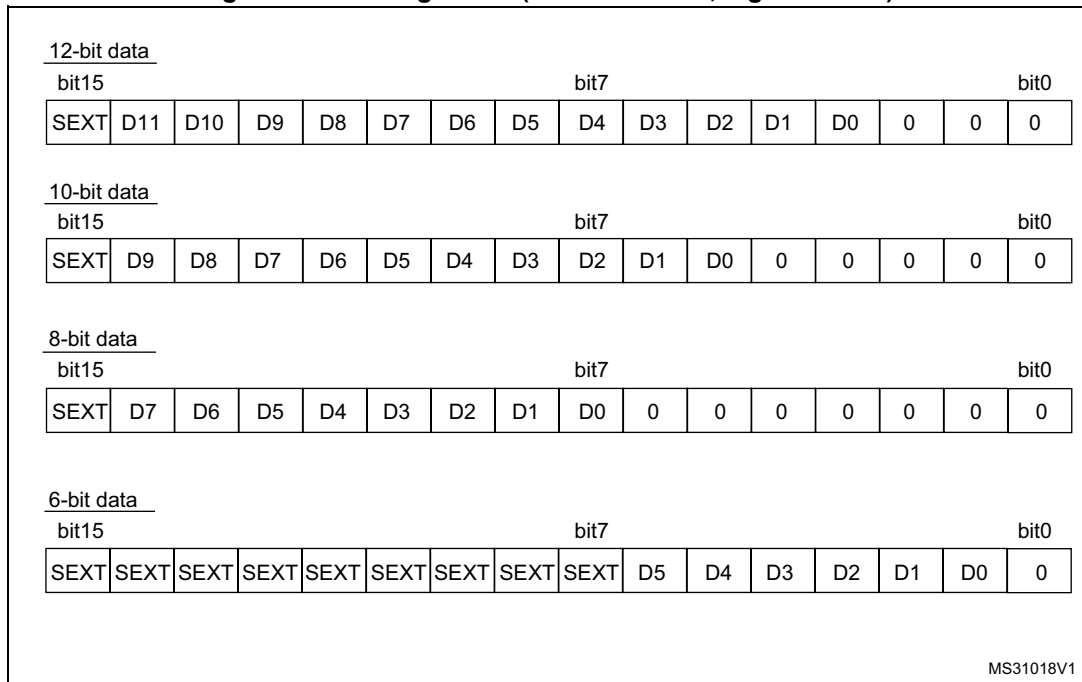 12-bit data
bit15 bit7 bit0
SEXT D11 D10 D9 D8 D7 D6 D5 D4 D3 D2 D1 D0 0 0 0
10-bit data
bit15 bit7 bit0
SEXT D9 D8 D7 D6 D5 D4 D3 D2 D1 D0 0 0 0 0 0
8-bit data
bit15 bit7 bit0
SEXT D7 D6 D5 D4 D3 D2 D1 D0 0 0 0 0 0 0 0
6-bit data
bit15 bit7 bit0
SEXT SEXT SEXT SEXT SEXT SEXT SEXT SEXT SEXT D5 D4 D3 D2 D1 D0 0
MS31018V1